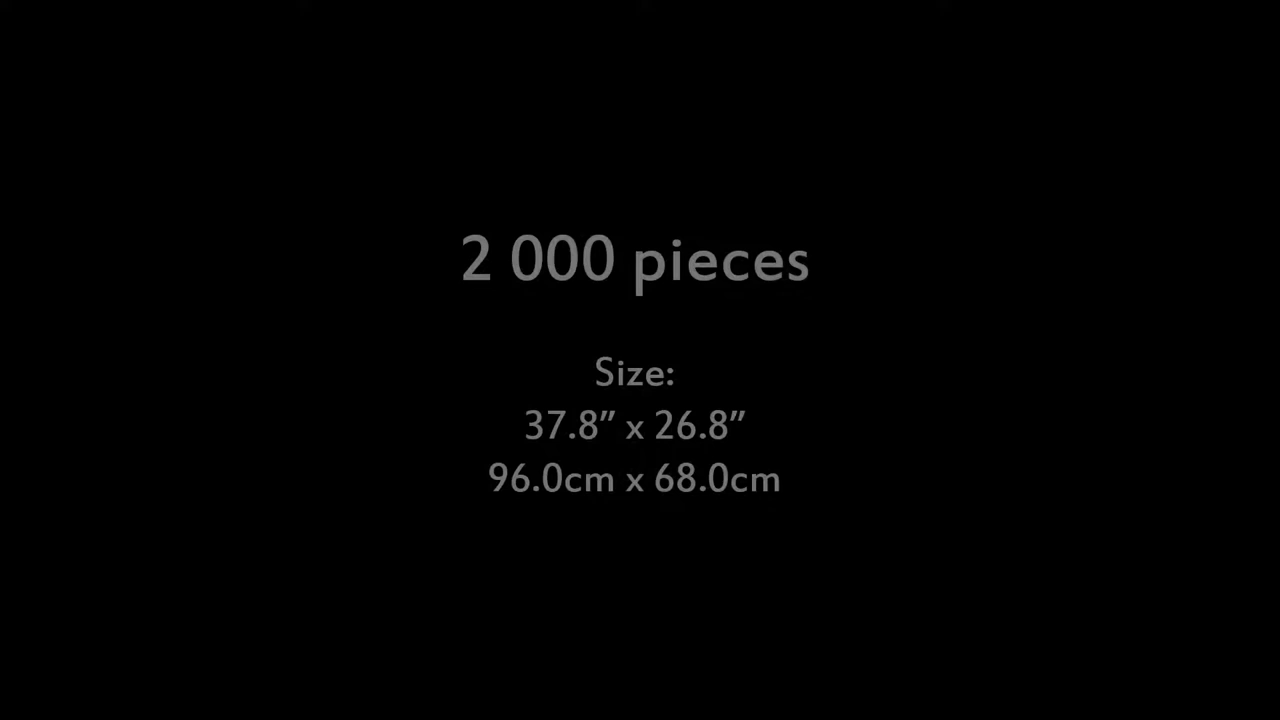 2 000 pieces
Size:
37.8” x 26.8”
96.0cm x 68.0cm